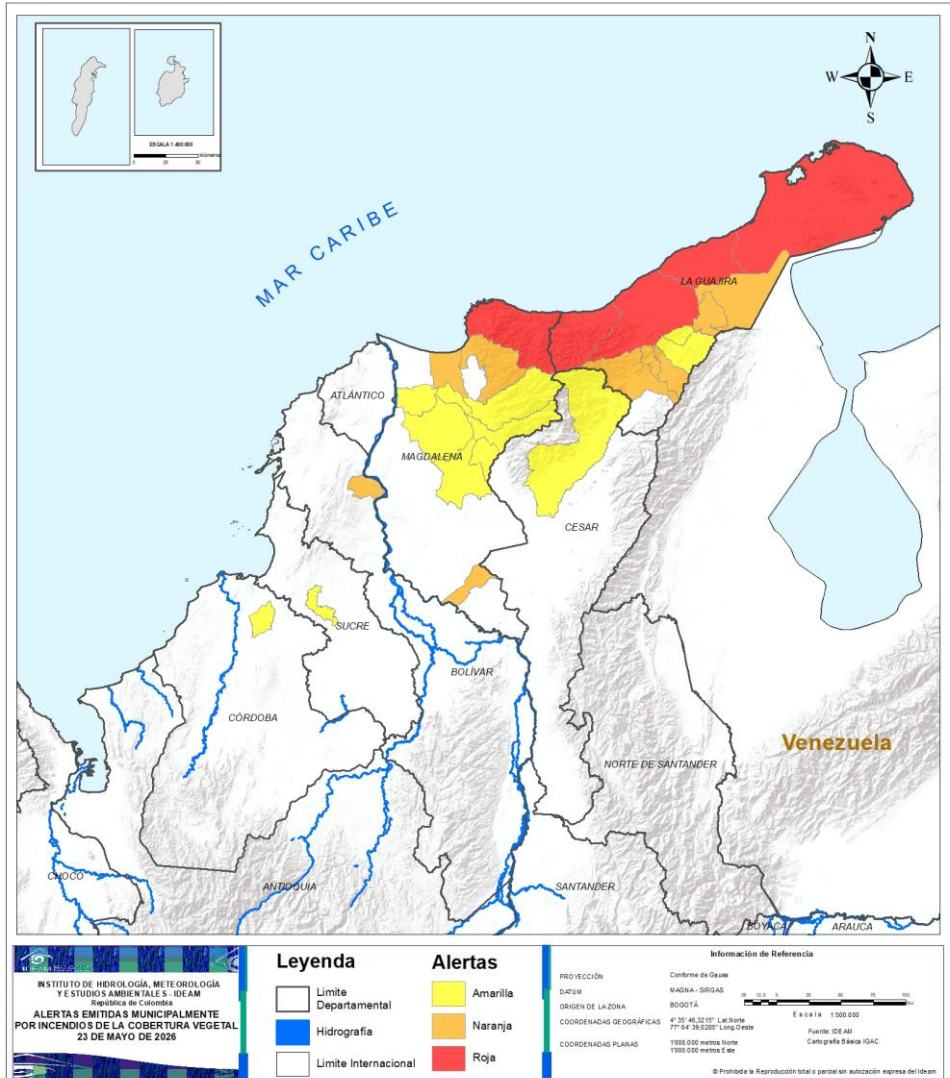 N
W E
S
ESCALA 1:400.000
Kilómetros
MAR CARIBE
LA GUAJIRA
ATLÁNTICO
MAGDALENA
CESAR
SUCRE
BOLÍVAR
CÓRDOBA
NORTE DE SANTANDER
Venezuela
CHOCÓ
ANTIOQUIA
SANTANDER
BOYACÁ
ARAUCA
IDEAM
INSTITUTO DE HIDROLOGÍA, METEOROLOGÍA
Y ESTUDIOS AMBIENTALES - IDEAM
República de Colombia
ALERTAS EMITIDAS MUNICIPALMENTE
POR INCENDIOS DE LA COBERTURA VEGETAL
23 DE MAYO DE 2026
Leyenda
Limite
Departamental
Hidrografía
Limite Internacional
Alertas
Amarilla
Naranja
Roja
Información de Referencia
PROYECCIÓN Conforme de Gauss
DATUM MAGNA - SIRGAS
ORIGEN DE LA ZONA BOGOTÁ
COORDENADAS GEOGRÁFICAS 4° 35' 46,3215" Lat.Norte
77° 04' 39,0285" Long.Oeste
COORDENADAS PLANAS 1'000.000 metros Norte
1'000.000 metros Este
Escala 1:500.000
Fuente: IDEAM
Cartografía Básica IGAC
© Prohibida la Reproducción total o parcial sin autozación expresa del Ideam